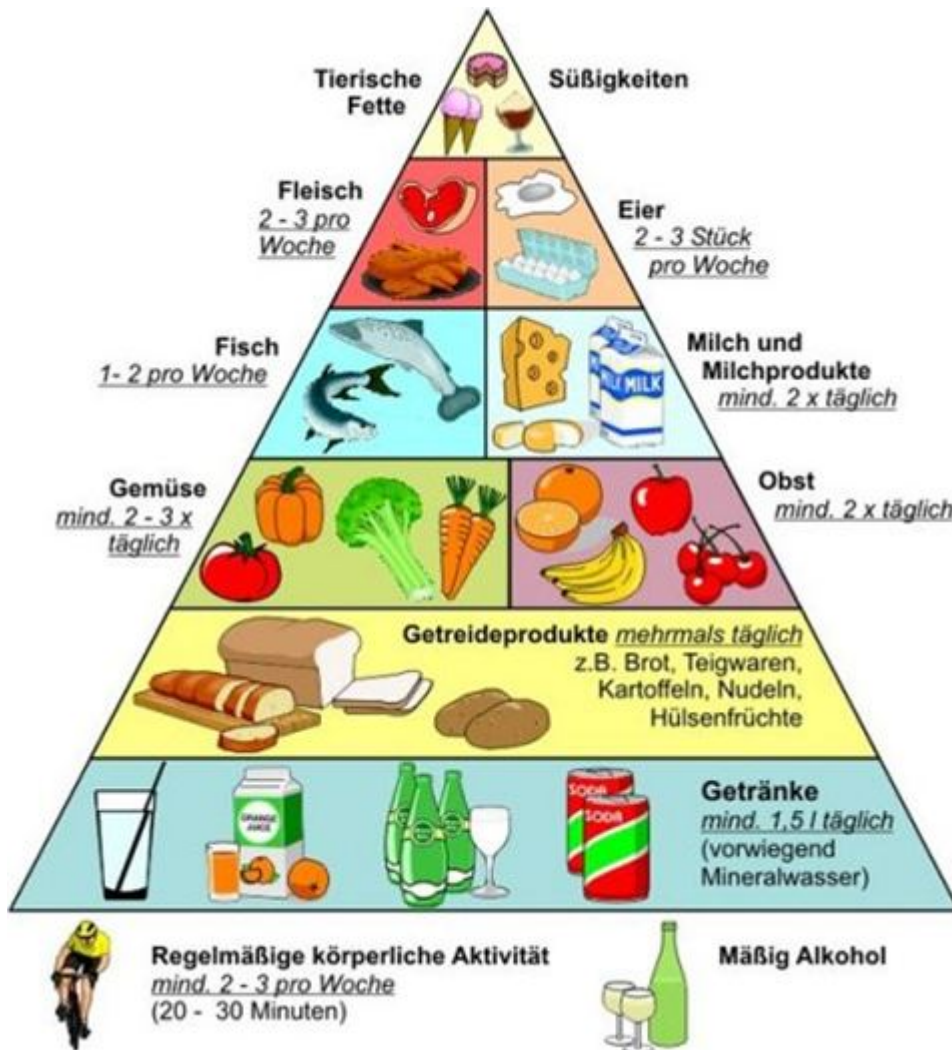 Tierische
Fette
Süßigkeiten
Fleisch
2 - 3 pro
Woche
Eier
2 - 3 Stück
pro Woche
Fisch
1- 2 pro Woche
Milch und
Milchprodukte
mind. 2 x täglich
MILK
MILK
Gemüse
mind. 2 - 3 x
täglich
Obst
mind. 2 x täglich
Getreideprodukte mehrmals täglich
z.B. Brot, Teigwaren,
Kartoffeln, Nudeln,
Hülsenfrüchte
ORANGE
JUICE
SODA
SODA
Getränke
mind. 1,5 l täglich
(vorwiegend
Mineralwasser)
Regelmäßige körperliche Aktivität
mind. 2 - 3 pro Woche
(20 - 30 Minuten)
Mäßig Alkohol